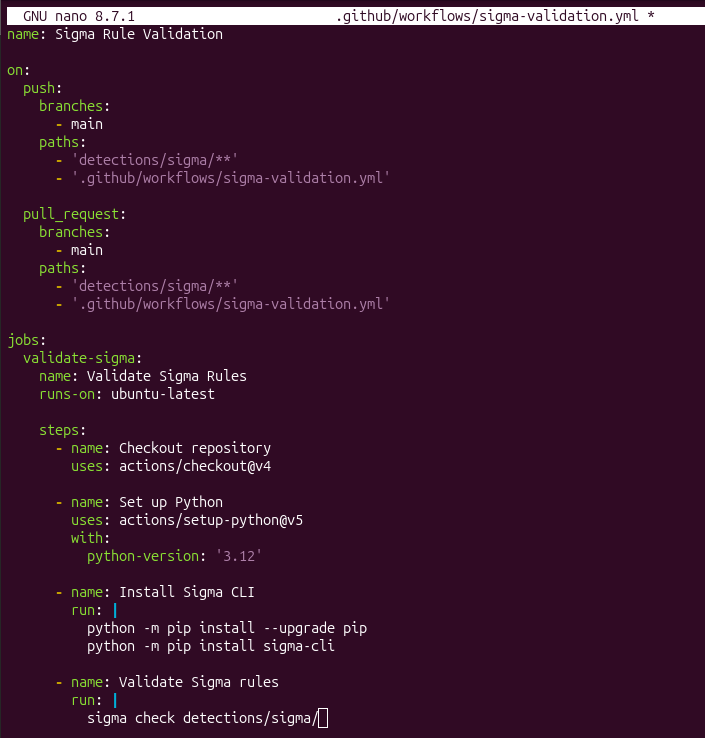 GNU nano 8.7.1 .github/workflows/sigma-validation.yml *
name: Sigma Rule Validation
on:
push:
branches:
- main
paths:
- 'detections/sigma/**'
- '.github/workflows/sigma-validation.yml'
pull_request:
branches:
- main
paths:
- 'detections/sigma/**'
- '.github/workflows/sigma-validation.yml'
jobs:
validate-sigma:
name: Validate Sigma Rules
runs-on: ubuntu-latest
steps:
- name: Checkout repository
uses: actions/checkout@v4
- name: Set up Python
uses: actions/setup-python@v5
with:
python-version: '3.12'
- name: Install Sigma CLI
run: |
python -m pip install --upgrade pip
python -m pip install sigma-cli
- name: Validate Sigma rules
run: |
sigma check detections/sigma/